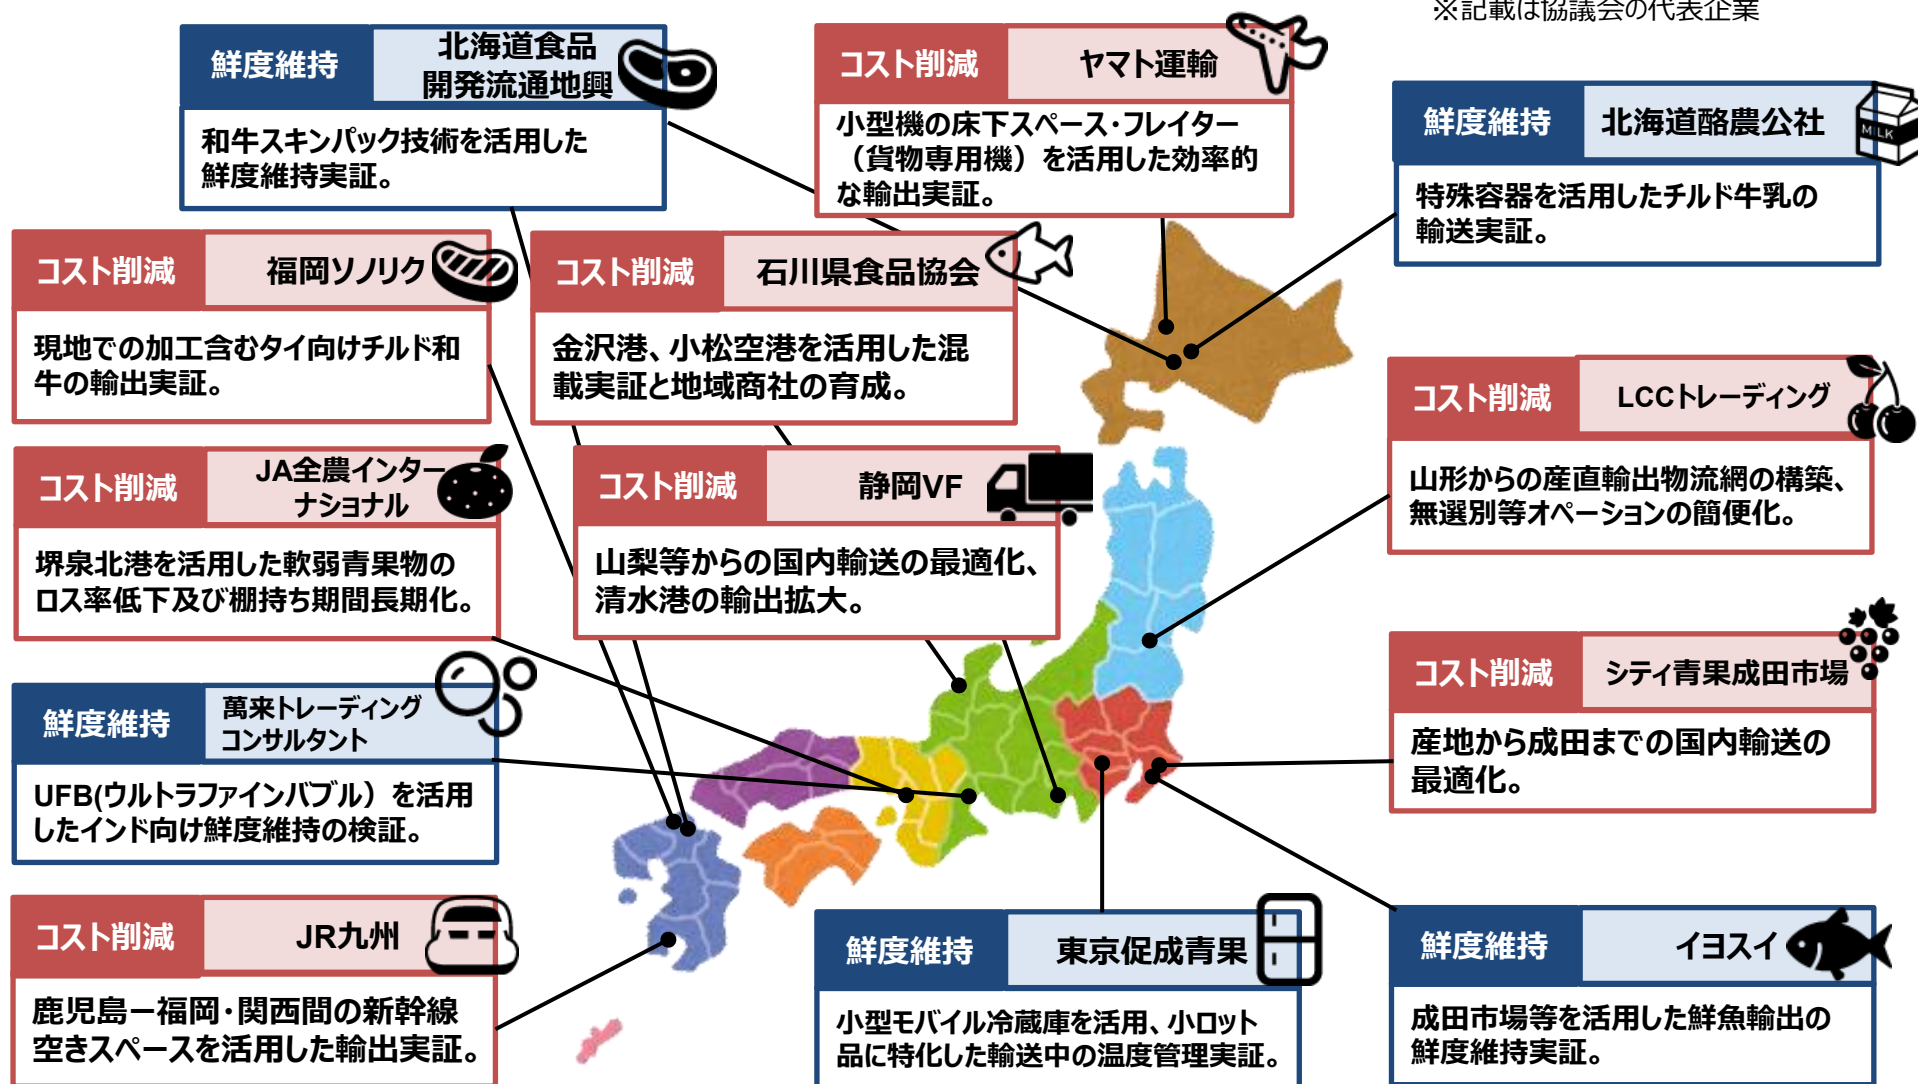 ※記載は協議会の代表企業
鮮度維持
北海道食品
開発流通地興
和牛スキンパック技術を活用した
鮮度維持実証。
コスト削減
ヤマト運輸
小型機の床下スペース・フレイター
（貨物専用機）を活用した効率的
な輸出実証。
鮮度維持
北海道酪農公社
MILK
特殊容器を活用したチルド牛乳の
輸送実証。
コスト削減
福岡ソノリク
現地での加工含むタイ向けチルド和
牛の輸出実証。
コスト削減
石川県食品協会
金沢港、小松空港を活用した混
載実証と地域商社の育成。
コスト削減
LCCトレーディング
山形からの産直輸出物流網の構築、
無選別等オペーションの簡便化。
コスト削減
JA全農インター
ナショナル
堺泉北港を活用した軟弱青果物の
ロス率低下及び棚持ち期間長期化。
コスト削減
静岡VF
山梨等からの国内輸送の最適化、
清水港の輸出拡大。
コスト削減
シティ青果成田市場
産地から成田までの国内輸送の
最適化。
鮮度維持
萬来トレーディング
コンサルタント
UFB(ウルトラファインバブル）を活用
したインド向け鮮度維持の検証。
コスト削減
JR九州
鹿児島ー福岡・関西間の新幹線
空きスペースを活用した輸出実証。
鮮度維持
東京促成青果
小型モバイル冷蔵庫を活用、小ロット
品に特化した輸送中の温度管理実証。
鮮度維持
イヨスイ
成田市場等を活用した鮮魚輸出の
鮮度維持実証。